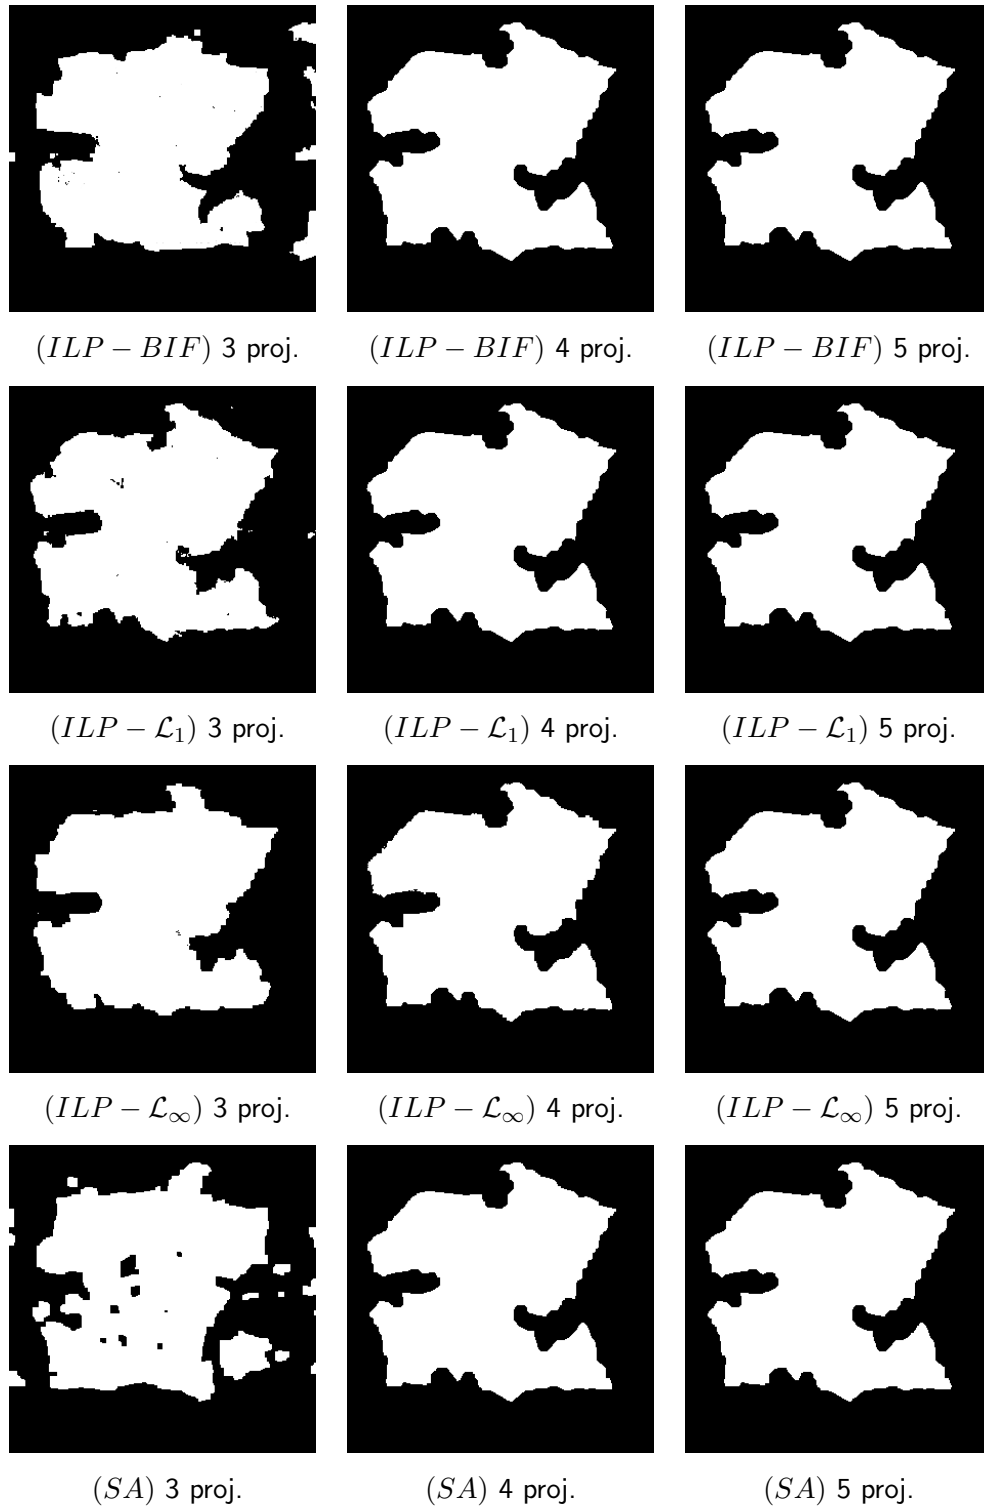 (ILP − BIF) 3 proj. (ILP − BIF) 4 proj. (ILP − BIF) 5 proj.
(ILP − ℒ₁) 3 proj. (ILP − ℒ₁) 4 proj. (ILP − ℒ₁) 5 proj.
(ILP − ℒ∞) 3 proj. (ILP − ℒ∞) 4 proj. (ILP − ℒ∞) 5 proj.
(SA) 3 proj. (SA) 4 proj. (SA) 5 proj.